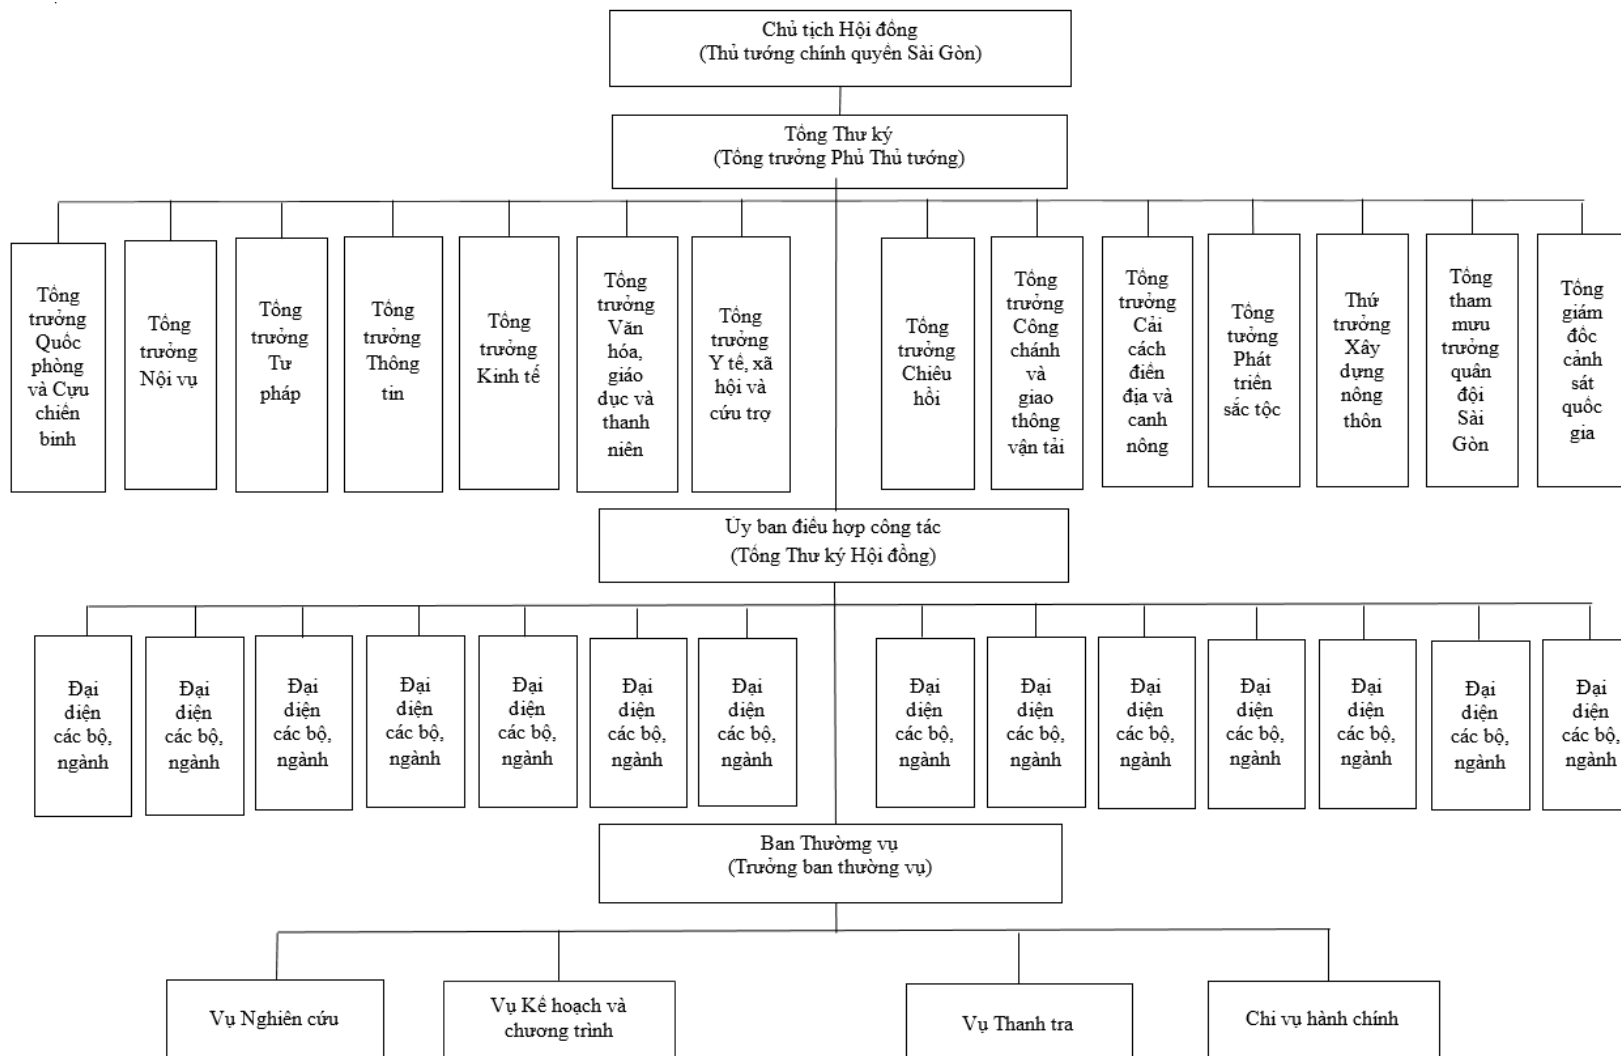 Chủ tịch Hội đồng
(Thủ tướng chính quyền Sài Gòn)
Tổng Thư ký
(Tổng trưởng Phủ Thủ tướng)
Tổng
trưởng
Quốc
phòng
và Cựu
chiến
binh
Tổng
trưởng
Nội vụ
Tổng
trưởng
Tư
pháp
Tổng
trưởng
Thông
tin
Tổng
trưởng
Kinh tế
Tổng
trưởng
Văn
hóa,
giáo
dục và
thanh
niên
Tổng
trưởng
Y tế, xã
hội và
cứu trợ
Tổng
trưởng
Chiêu
hồi
Tổng
trưởng
Công
chánh
và
giao
thông
vận tải
Tổng
trưởng
Cải
cách
điền
địa và
canh
nông
Tổng
tưởng
Phát
triển
sắc tộc
Thứ
trưởng
Xây
dựng
nông
thôn
Tổng
tham
mưu
trưởng
quân
đội
Sài
Gòn
Tổng
giám
đốc
cảnh
sát
quốc
gia
Ủy ban điều hợp công tác
(Tổng Thư ký Hội đồng)
Đại
diện
các bộ,
ngành
Đại
diện
các bộ,
ngành
Đại
diện
các bộ,
ngành
Đại
diện
các bộ,
ngành
Đại
diện
các bộ,
ngành
Đại
diện
các bộ,
ngành
Đại
diện
các bộ,
ngành
Đại
diện
các bộ,
ngành
Đại
diện
các bộ,
ngành
Đại
diện
các bộ,
ngành
Đại
diện
các bộ,
ngành
Đại
diện
các bộ,
ngành
Đại
diện
các bộ,
ngành
Đại
diện
các bộ,
ngành
Ban Thườmg vụ
(Trưởng ban thường vụ)
Vụ Nghiên cứu
Vụ Kế hoạch và
chương trình
Vụ Thanh tra
Chi vụ hành chính